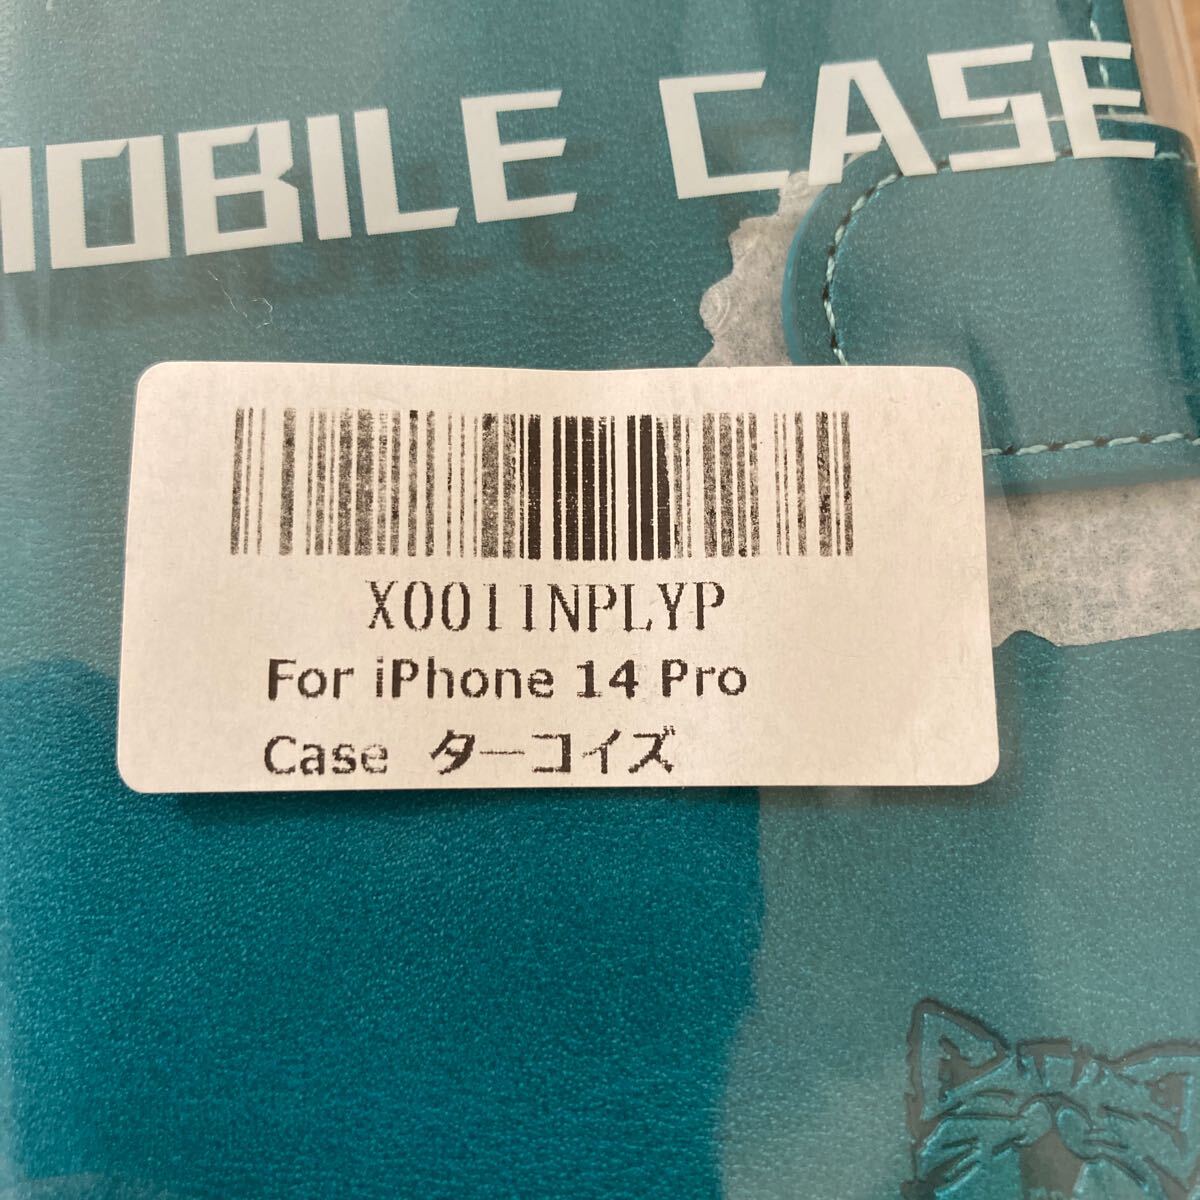 MOBILE CASE
X0011NPLYP
For iPhone 14 Pro
Case ターコイズ